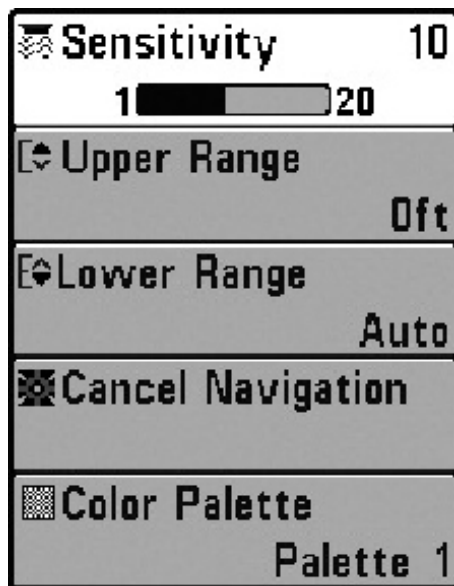 Sensitivity 10
1 20
Upper Range
0ft
Lower Range
Auto
Cancel Navigation
Color Palette
Palette 1